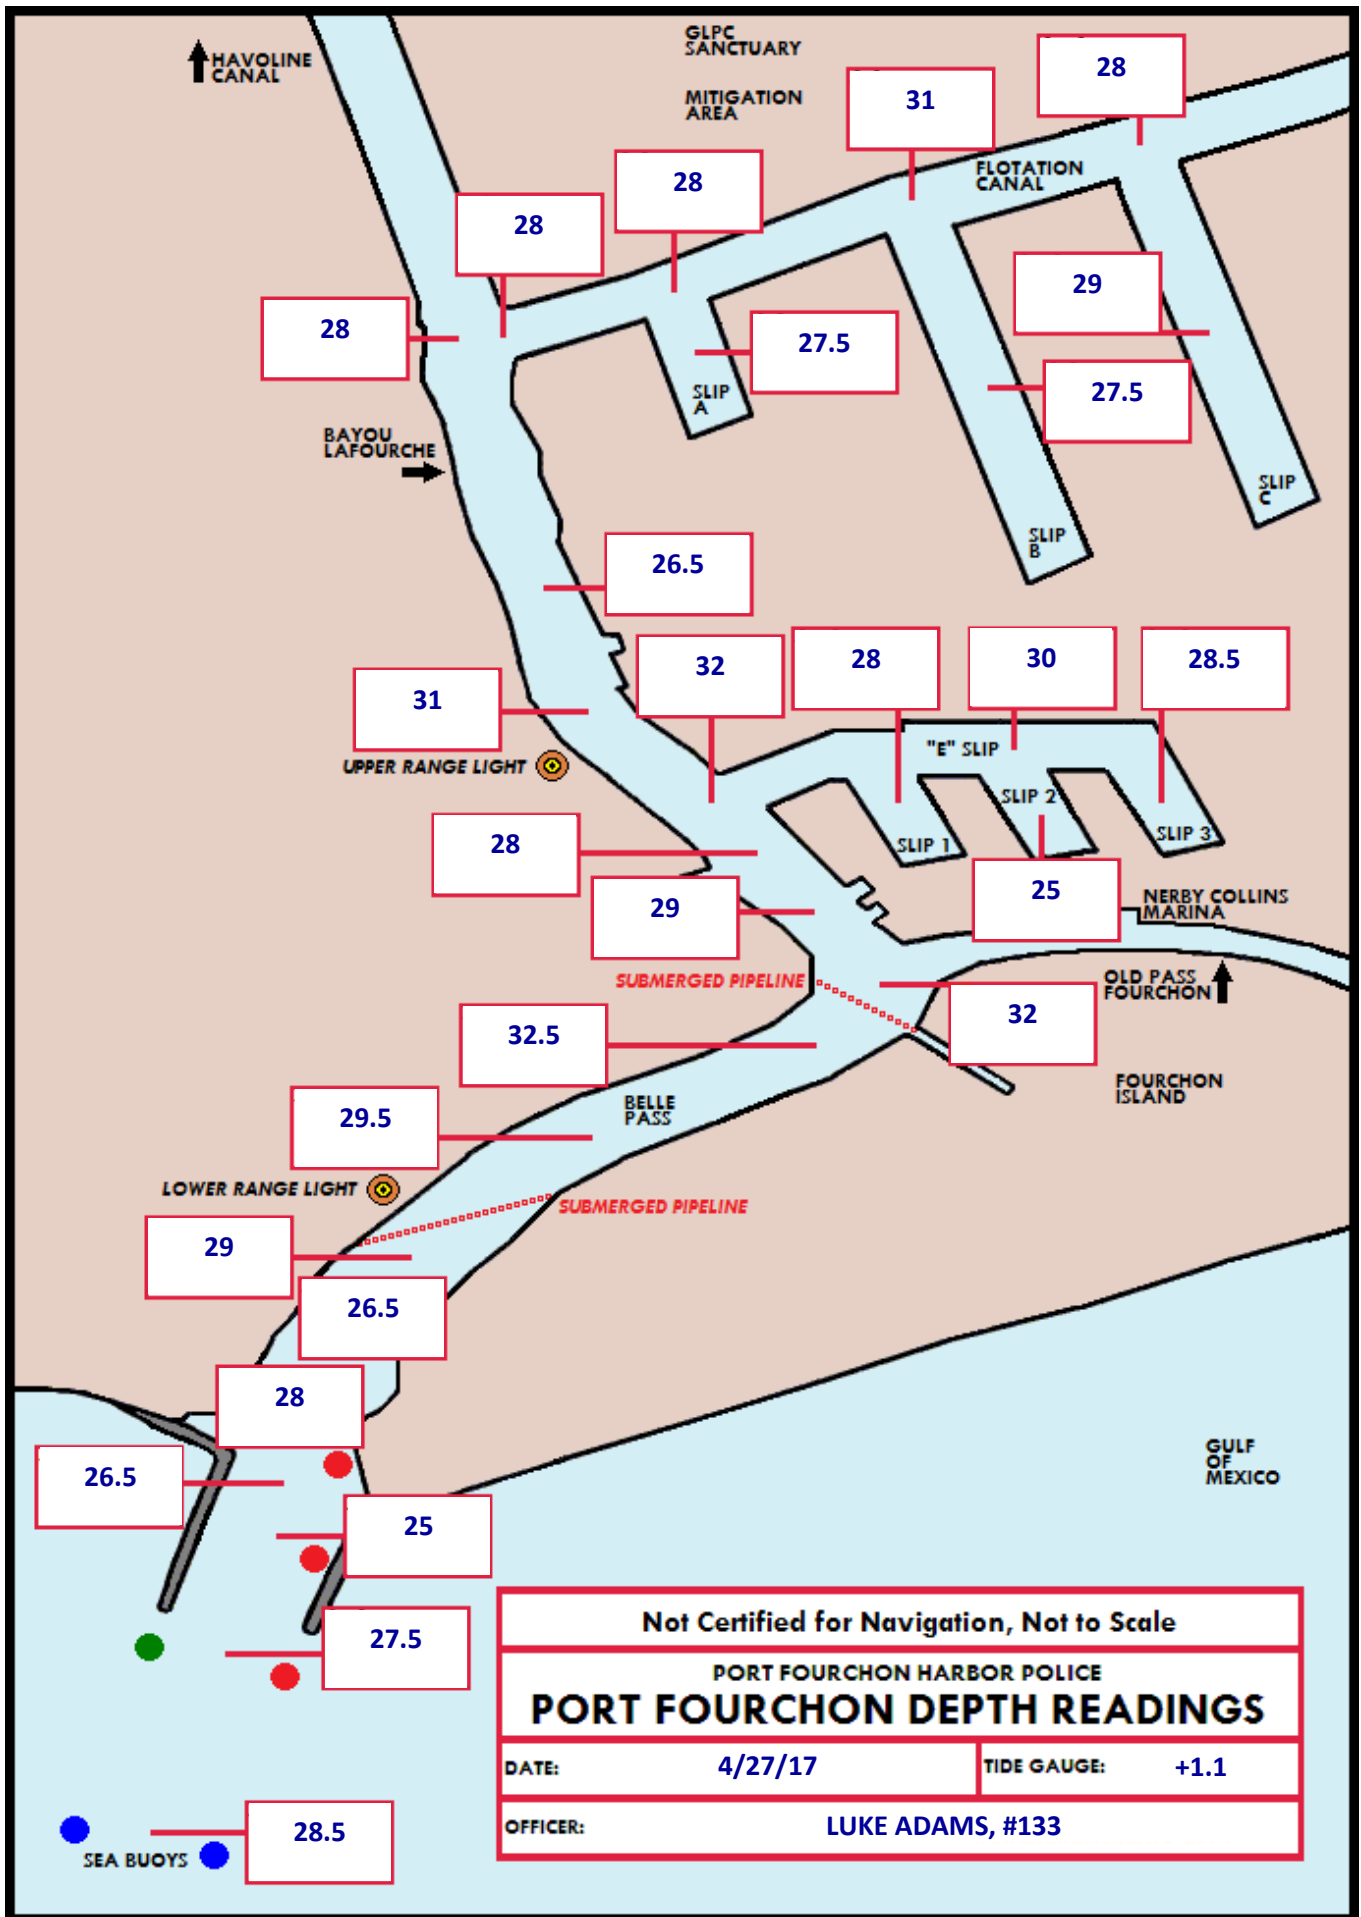 GLPC
SANCTUARY
HAVOLINE
CANAL
28
MITIGATION
AREA
31
FLOTATION
CANAL
28
28
29
28
27.5
SLIP
A
27.5
BAYOU
LAFOURCHE
SLIP
C
SLIP
B
26.5
32
28
30
28.5
31
"E" SLIP
UPPER RANGE LIGHT
SLIP 2
SLIP 1
SLIP 3
28
25
29
NERBY COLLINS
MARINA
SUBMERGED PIPELINE
OLD PASS
FOURCHON
32
32.5
FOURCHON
ISLAND
BELLE
PASS
29.5
LOWER RANGE LIGHT
SUBMERGED PIPELINE
29
26.5
28
GULF
OF
MEXICO
26.5
25
27.5
Not Certified for Navigation, Not to Scale
PORT FOURCHON HARBOR POLICE
PORT FOURCHON DEPTH READINGS
DATE: 4/27/17 TIDE GAUGE: +1.1
OFFICER: LUKE ADAMS, #133
28.5
SEA BUOYS